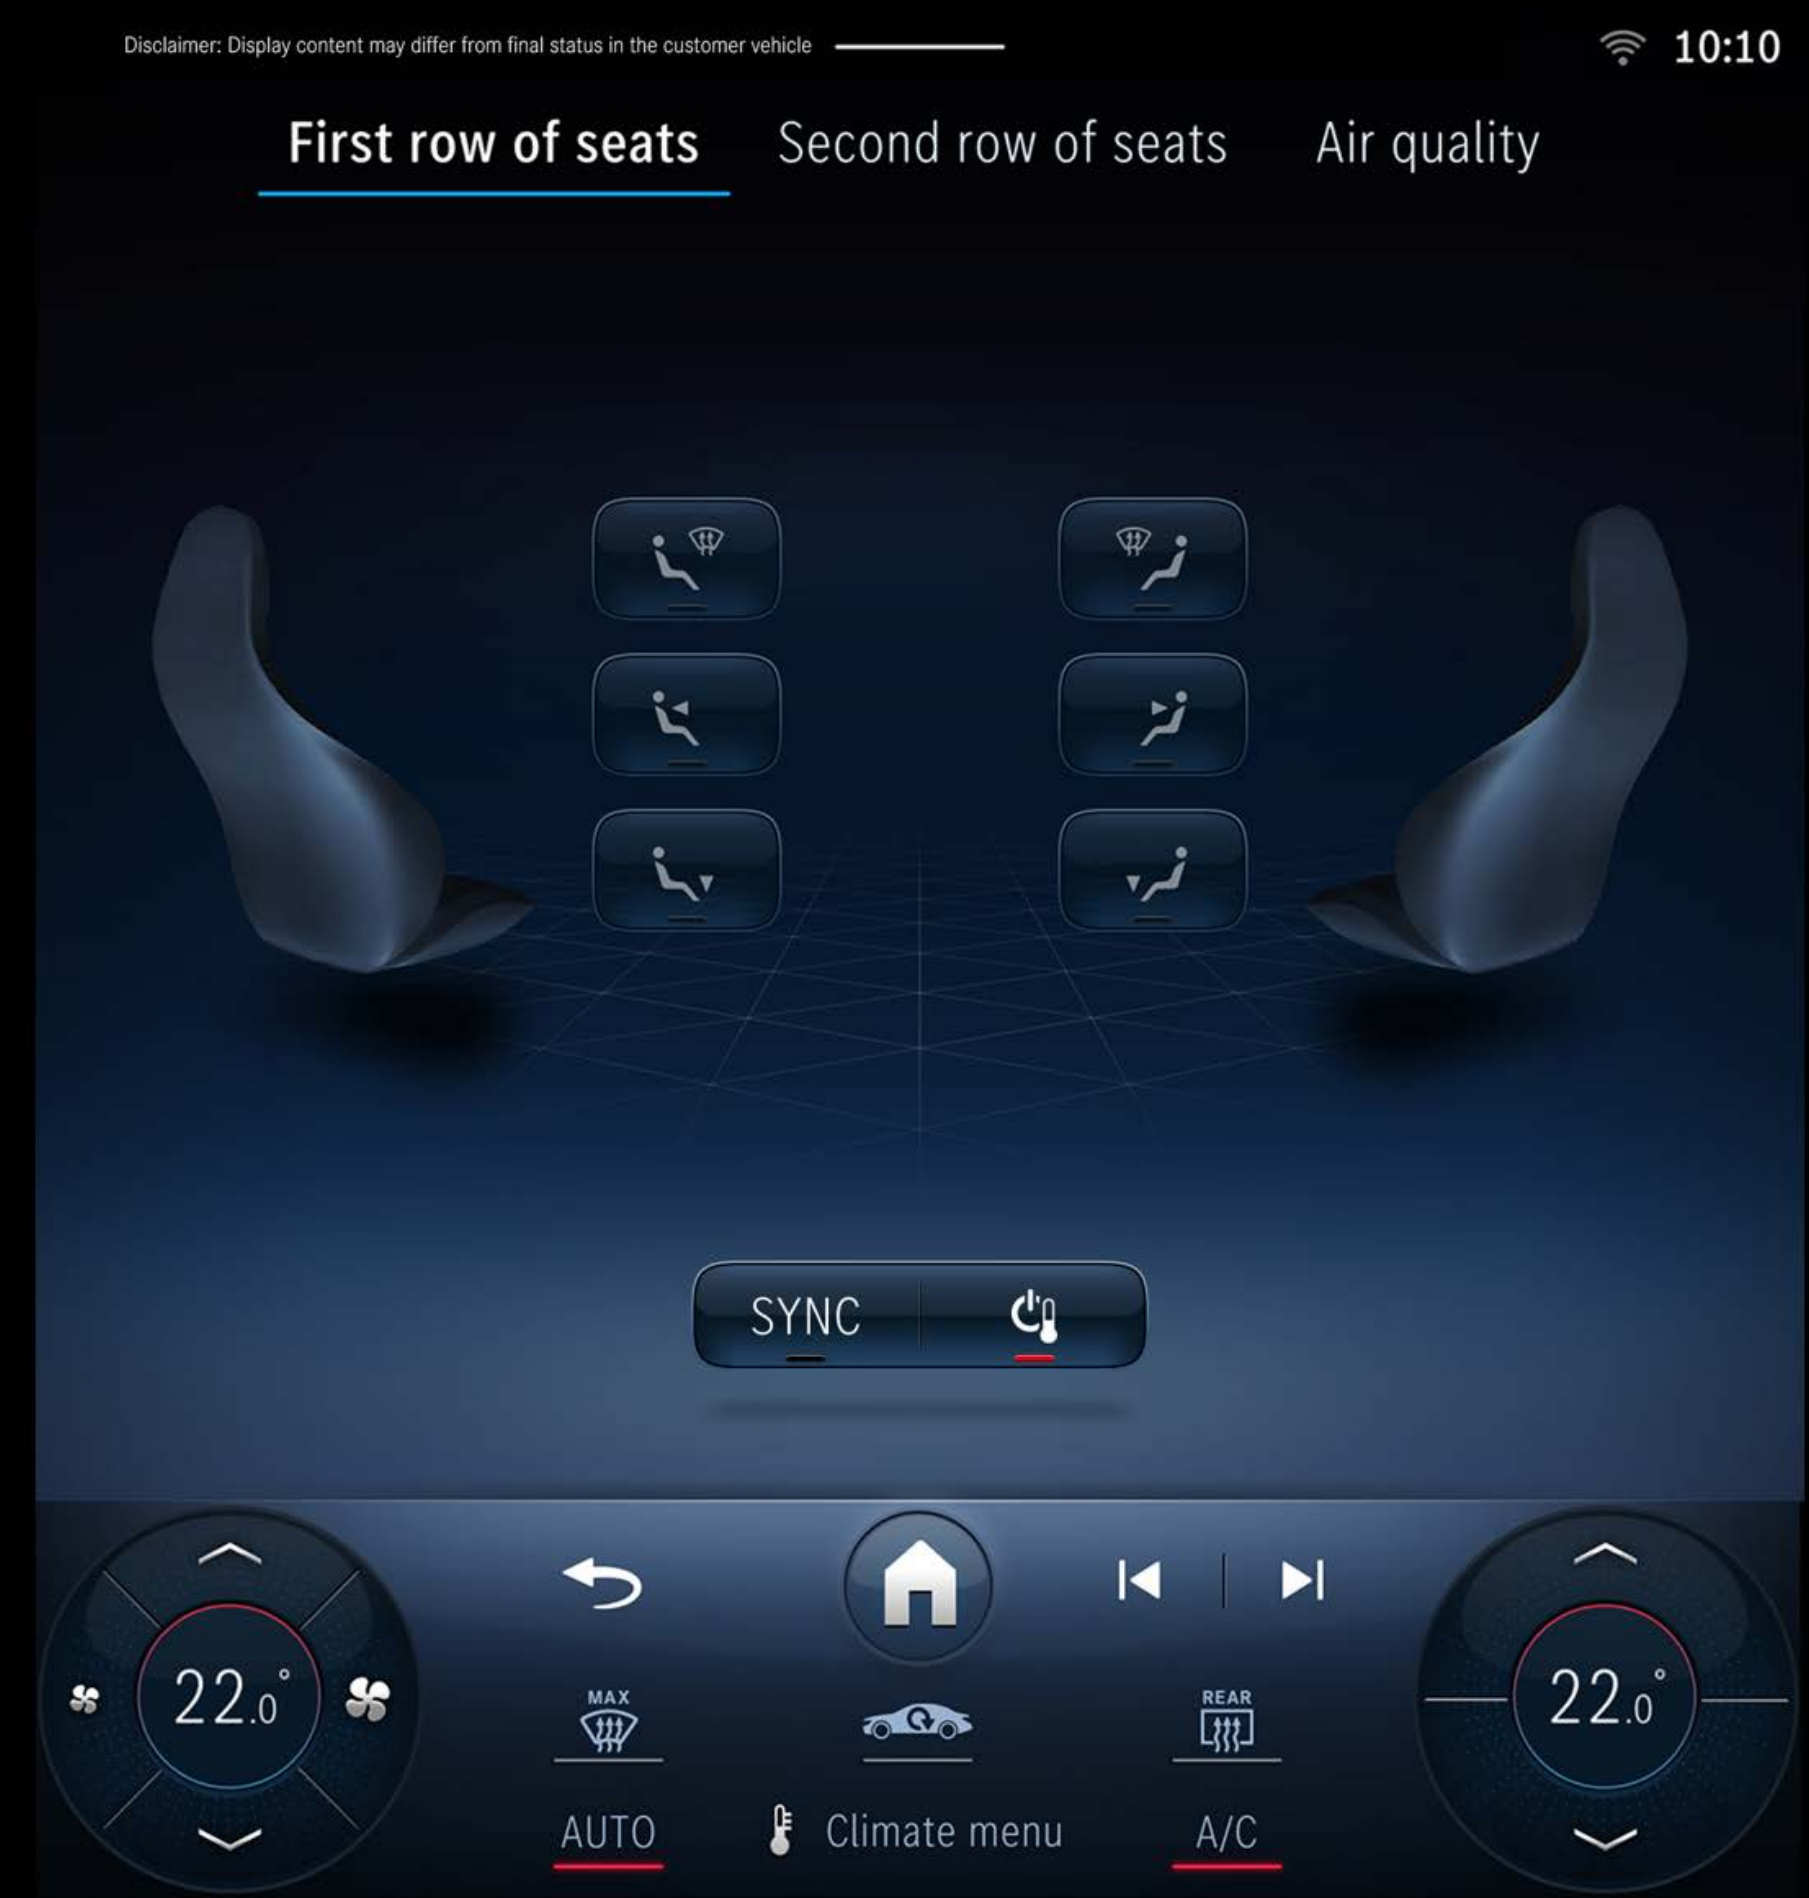 Disclaimer: Display content may differ from final status in the customer vehicle
10:10
First row of seats Second row of seats Air quality
SYNC
22.0°
MAX
REAR
22.0°
AUTO
Climate menu
A/C